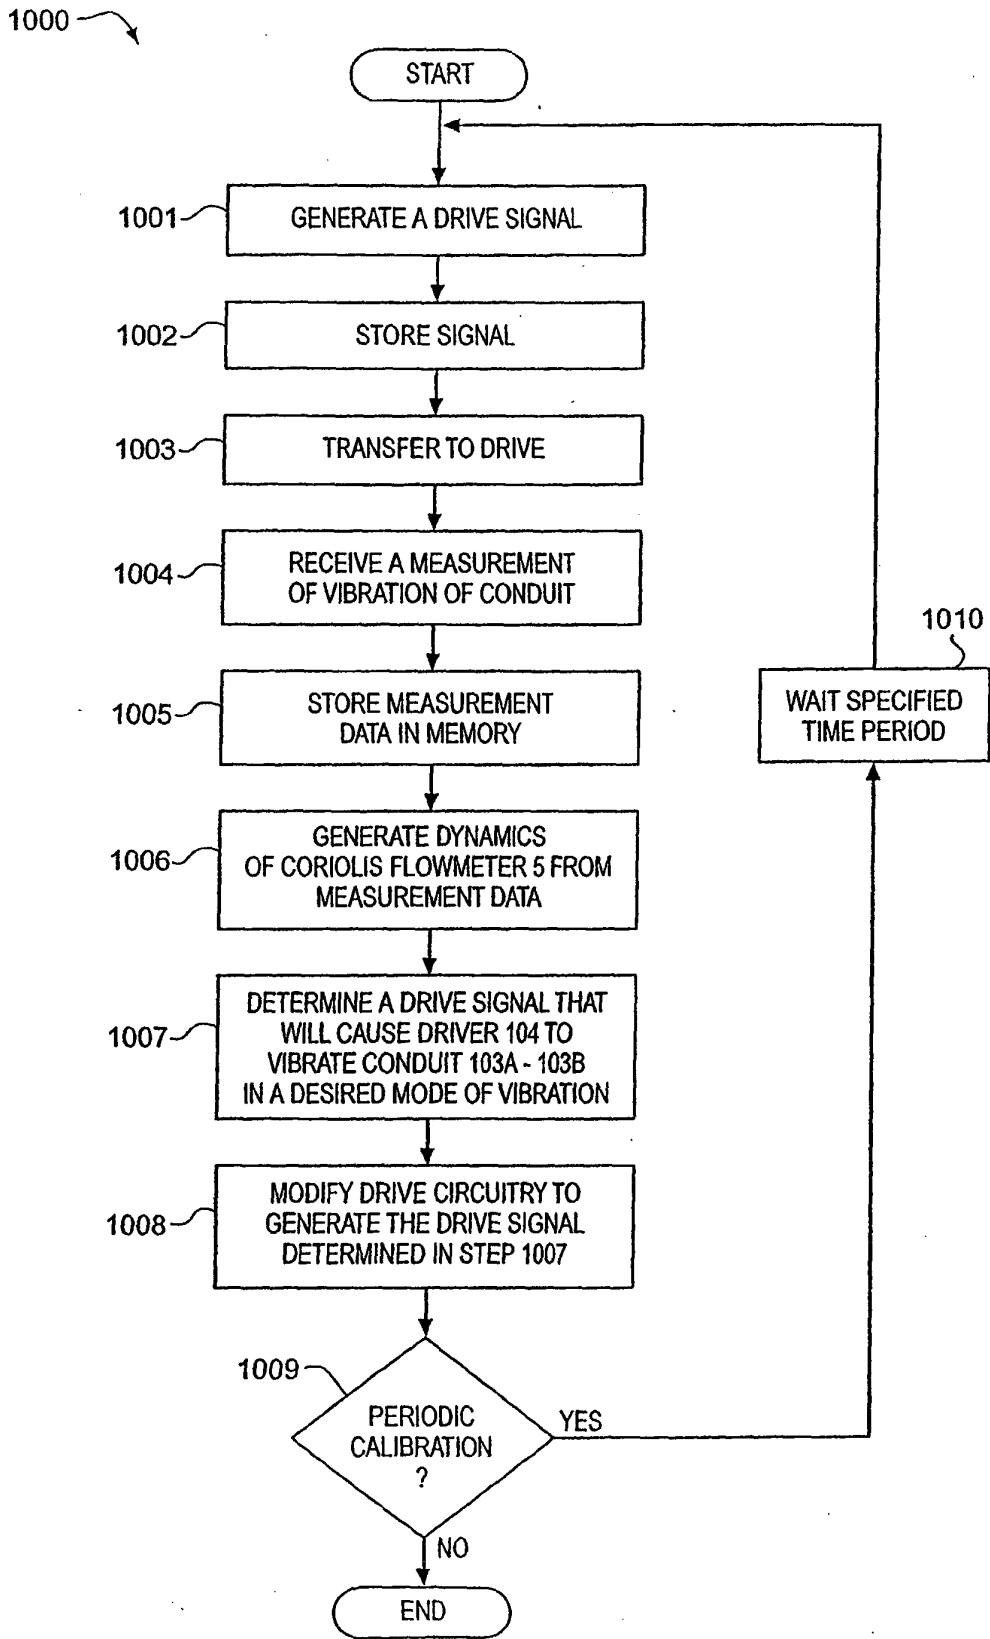 1000
START
1001
GENERATE A DRIVE SIGNAL
1002
STORE SIGNAL
1003
TRANSFER TO DRIVE
1004
RECEIVE A MEASUREMENT
OF VIBRATION OF CONDUIT
1005
STORE MEASUREMENT
DATA IN MEMORY
1010
WAIT SPECIFIED
TIME PERIOD
1006
GENERATE DYNAMICS
OF CORIOLIS FLOWMETER 5 FROM
MEASUREMENT DATA
1007
DETERMINE A DRIVE SIGNAL THAT
WILL CAUSE DRIVER 104 TO
VIBRATE CONDUIT 103A - 103B
IN A DESIRED MODE OF VIBRATION
1008
MODIFY DRIVE CIRCUITRY TO
GENERATE THE DRIVE SIGNAL
DETERMINED IN STEP 1007
1009
PERIODIC
CALIBRATION
?
YES
NO
END